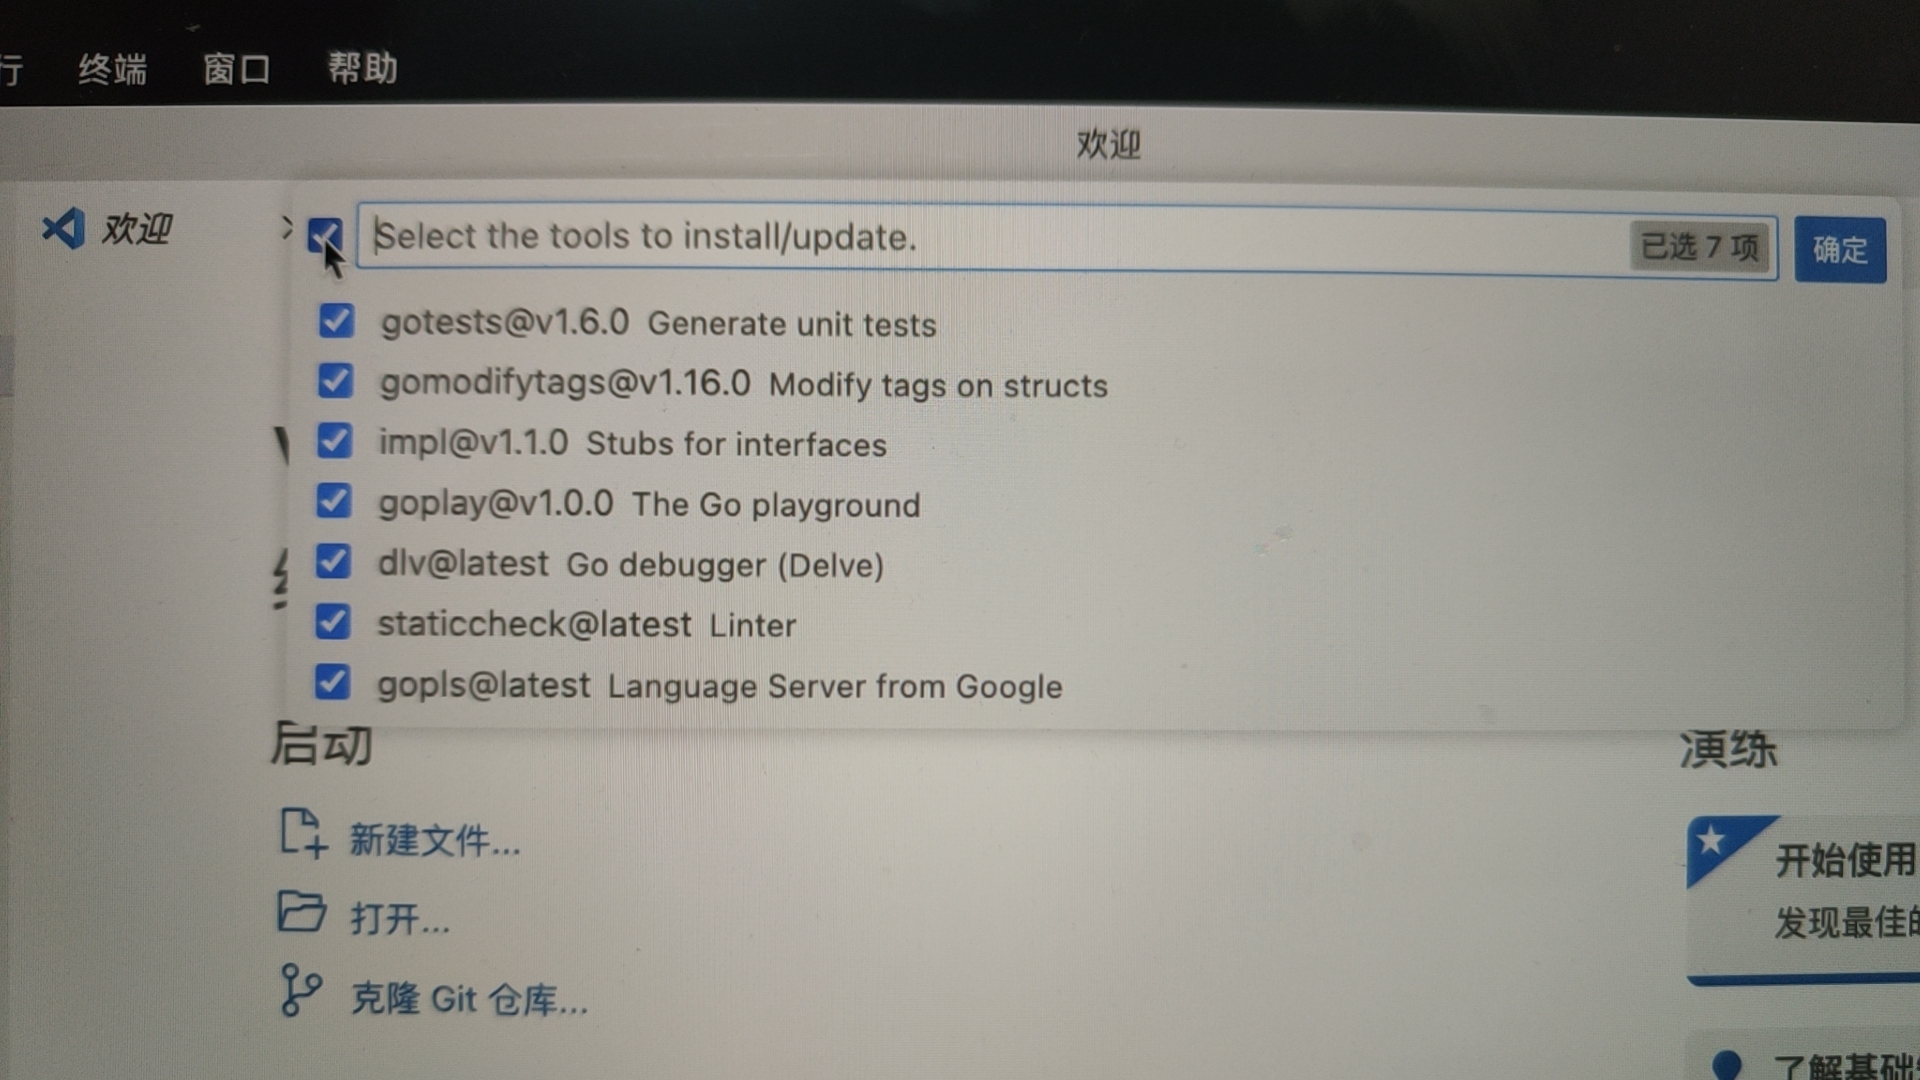 行 终端 窗口 帮助
欢迎
欢迎
Select the tools to install/update.
已选 7 项
确定
gotests@v1.6.0 Generate unit tests
gomodifytags@v1.16.0 Modify tags on structs
impl@v1.1.0 Stubs for interfaces
goplay@v1.0.0 The Go playground
dlv@latest Go debugger (Delve)
staticcheck@latest Linter
gopls@latest Language Server from Google
启动
演练
新建文件...
打开...
克隆 Git 仓库...
开始使用
发现最佳的
了解基础